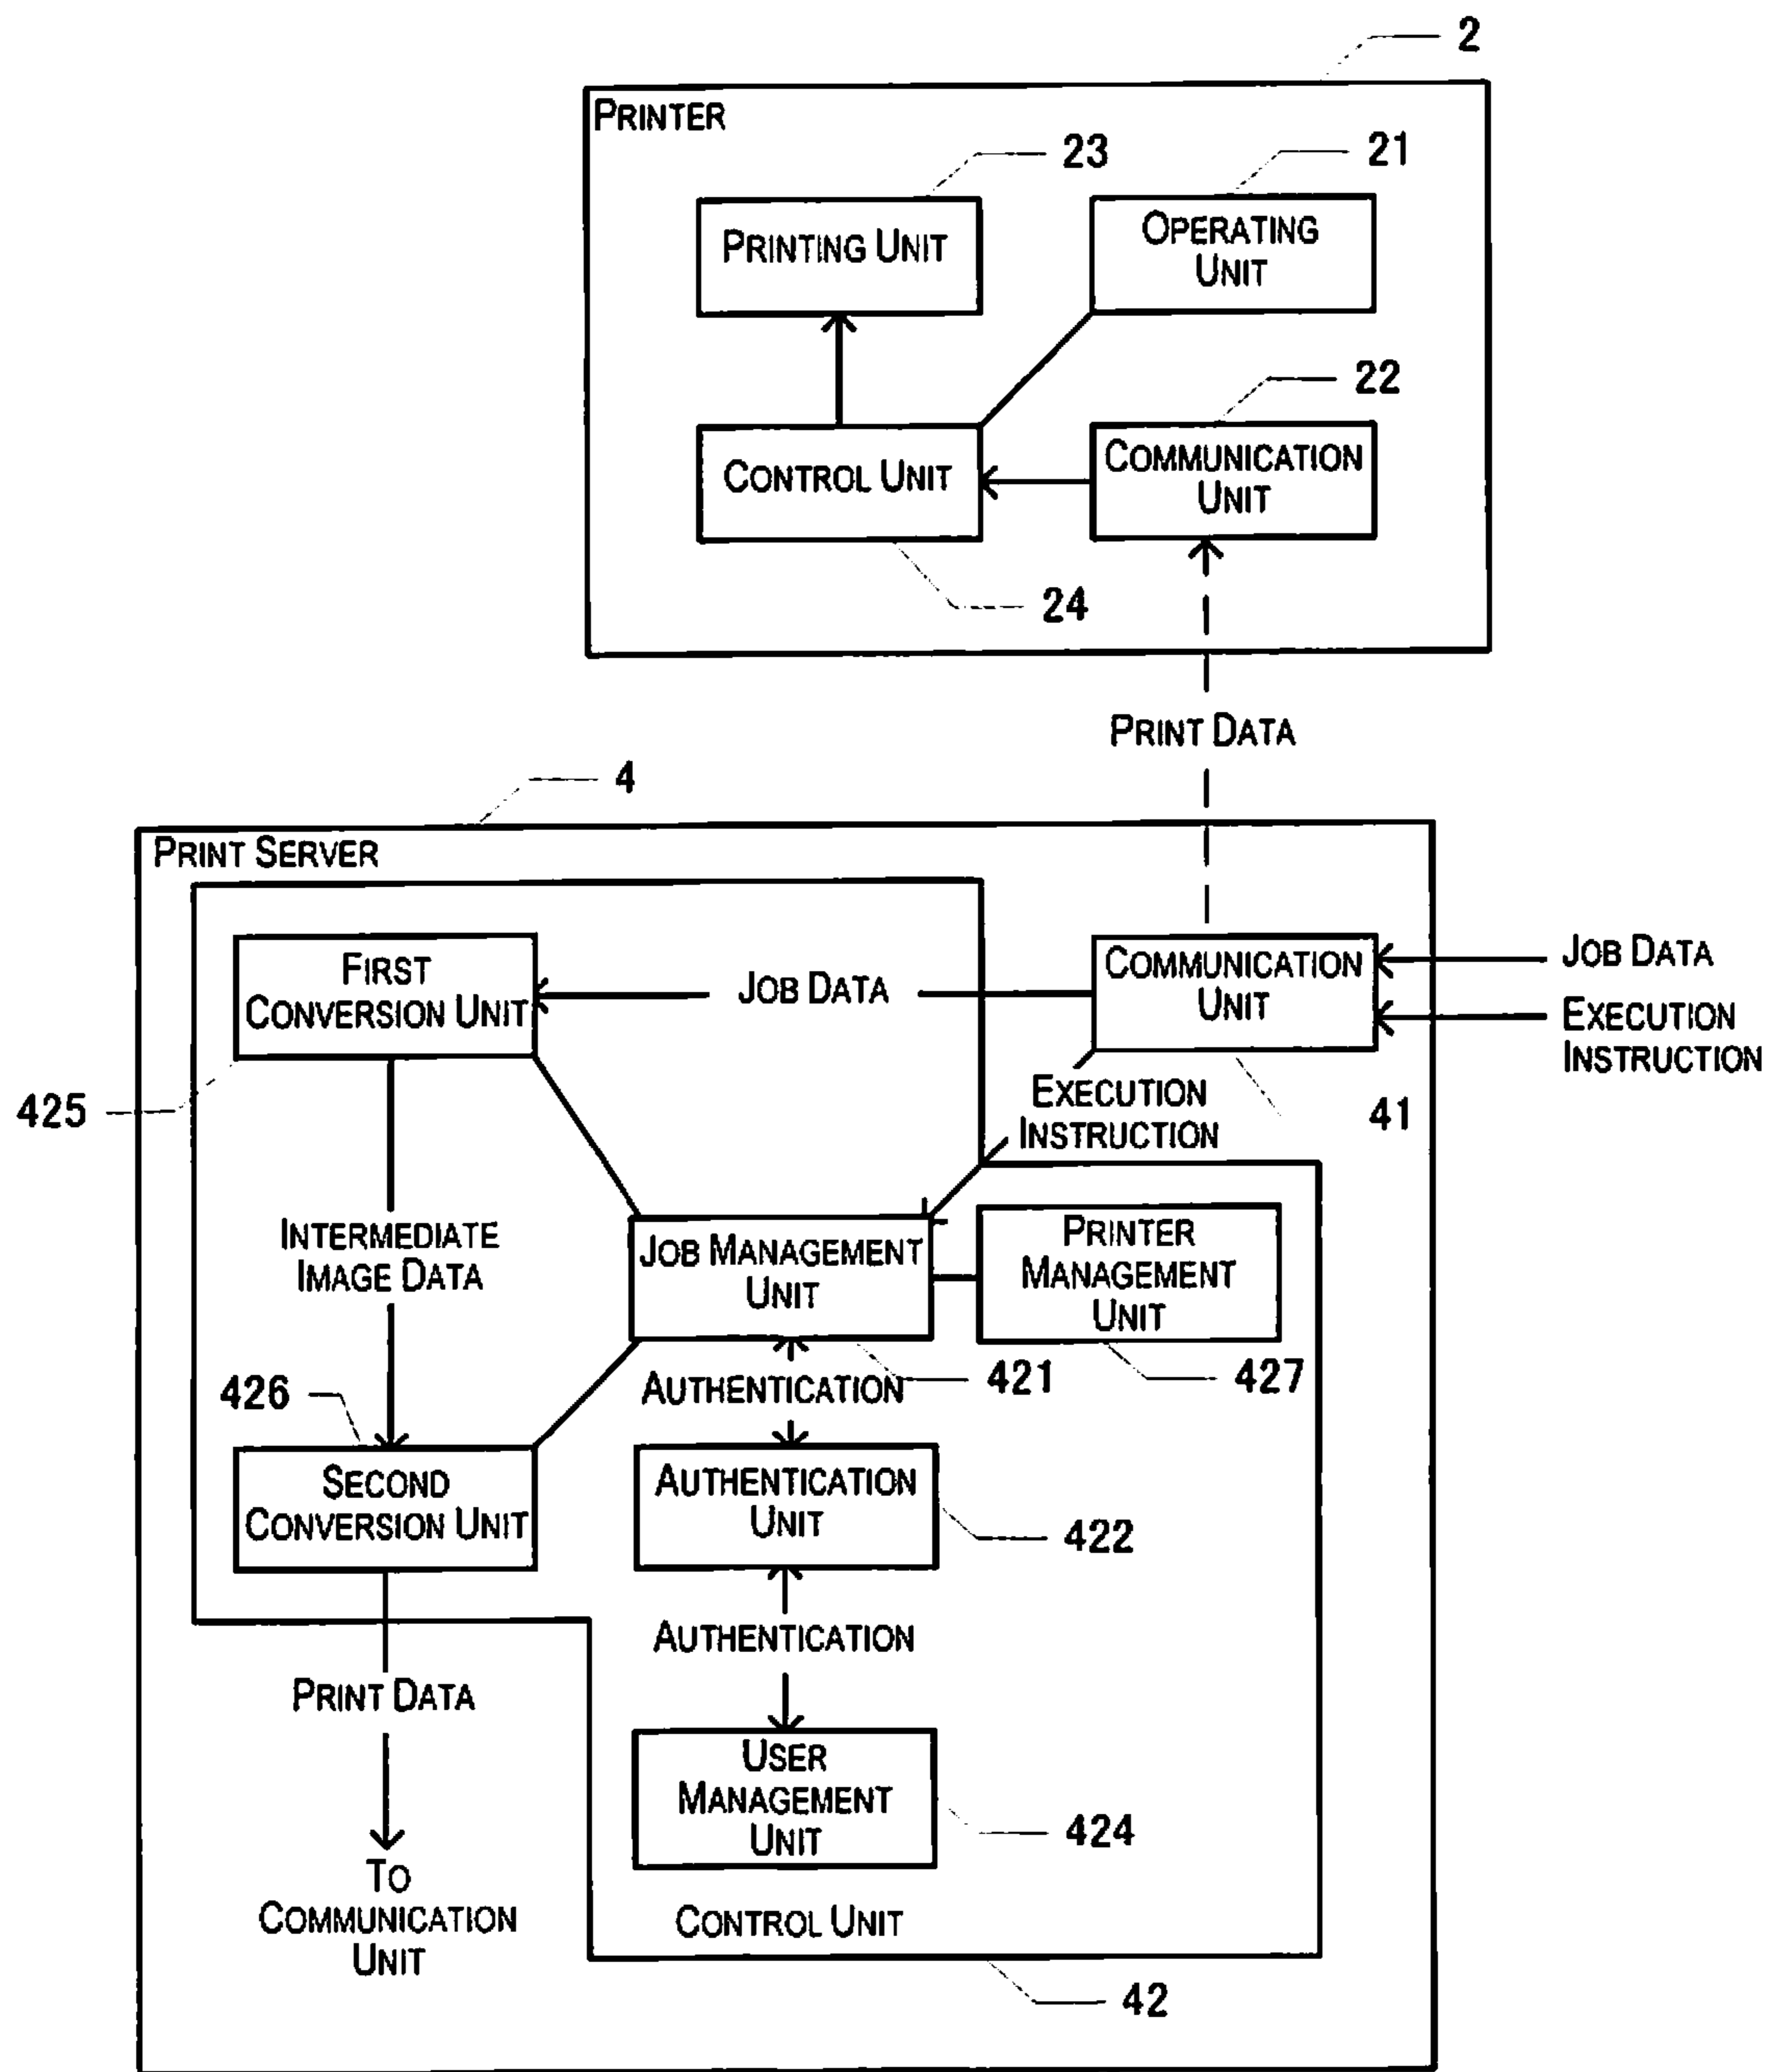 2
PRINTER
23
21
PRINTING UNIT
OPERATING
UNIT
22
CONTROL UNIT
COMMUNICATION
UNIT
24
PRINT DATA
4
PRINT SERVER
FIRST
CONVERSION UNIT
JOB DATA
COMMUNICATION
UNIT
JOB DATA
EXECUTION
INSTRUCTION
425
EXECUTION
INSTRUCTION
41
INTERMEDIATE
IMAGE DATA
JOB MANAGEMENT
UNIT
PRINTER
MANAGEMENT
UNIT
426
AUTHENTICATION
421
427
SECOND
CONVERSION UNIT
AUTHENTICATION
UNIT
422
AUTHENTICATION
PRINT DATA
USER
MANAGEMENT
UNIT
424
TO
COMMUNICATION
UNIT
CONTROL UNIT
42